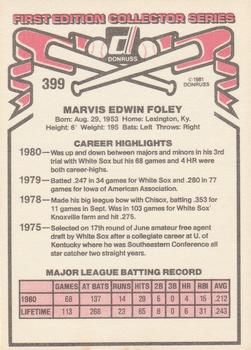 FIRST EDITION COLLECTOR SERIES
DONRUSS
399
©1981
DONRUSS
MARVIS EDWIN FOLEY
Born: Aug. 29, 1953 Home: Lexington, Ky.
Height: 6' Weight: 195 Bats: Left Throws: Right
CAREER HIGHLIGHTS
1980— Was up and down between majors and minors in his 3rd
trial with White Sox but his 68 games and 4 HR were
both career-highs.
1979— Batted .247 in 34 games for White Sox and .280 in 77
games for Iowa of American Association.
1978— Made his big league bow with Chisox, batting .353 for
11 games in Sept. Was in 103 games for White Sox'
Knoxville farm and hit .275.
1975— Selected on 17th round of June amateur free agent
draft by White Sox after a collegiate career at U. of
Kentucky where he was Southeastern Conference all
star catcher two straight years.
MAJOR LEAGUE BATTING RECORD
GAMES AT BATS RUNS HITS 2B 3B HR RBI AVG
1980 68 137 14 28 5 0 4 15 .212
LIFETIME 113 268 23 65 8 0 6 31 .243